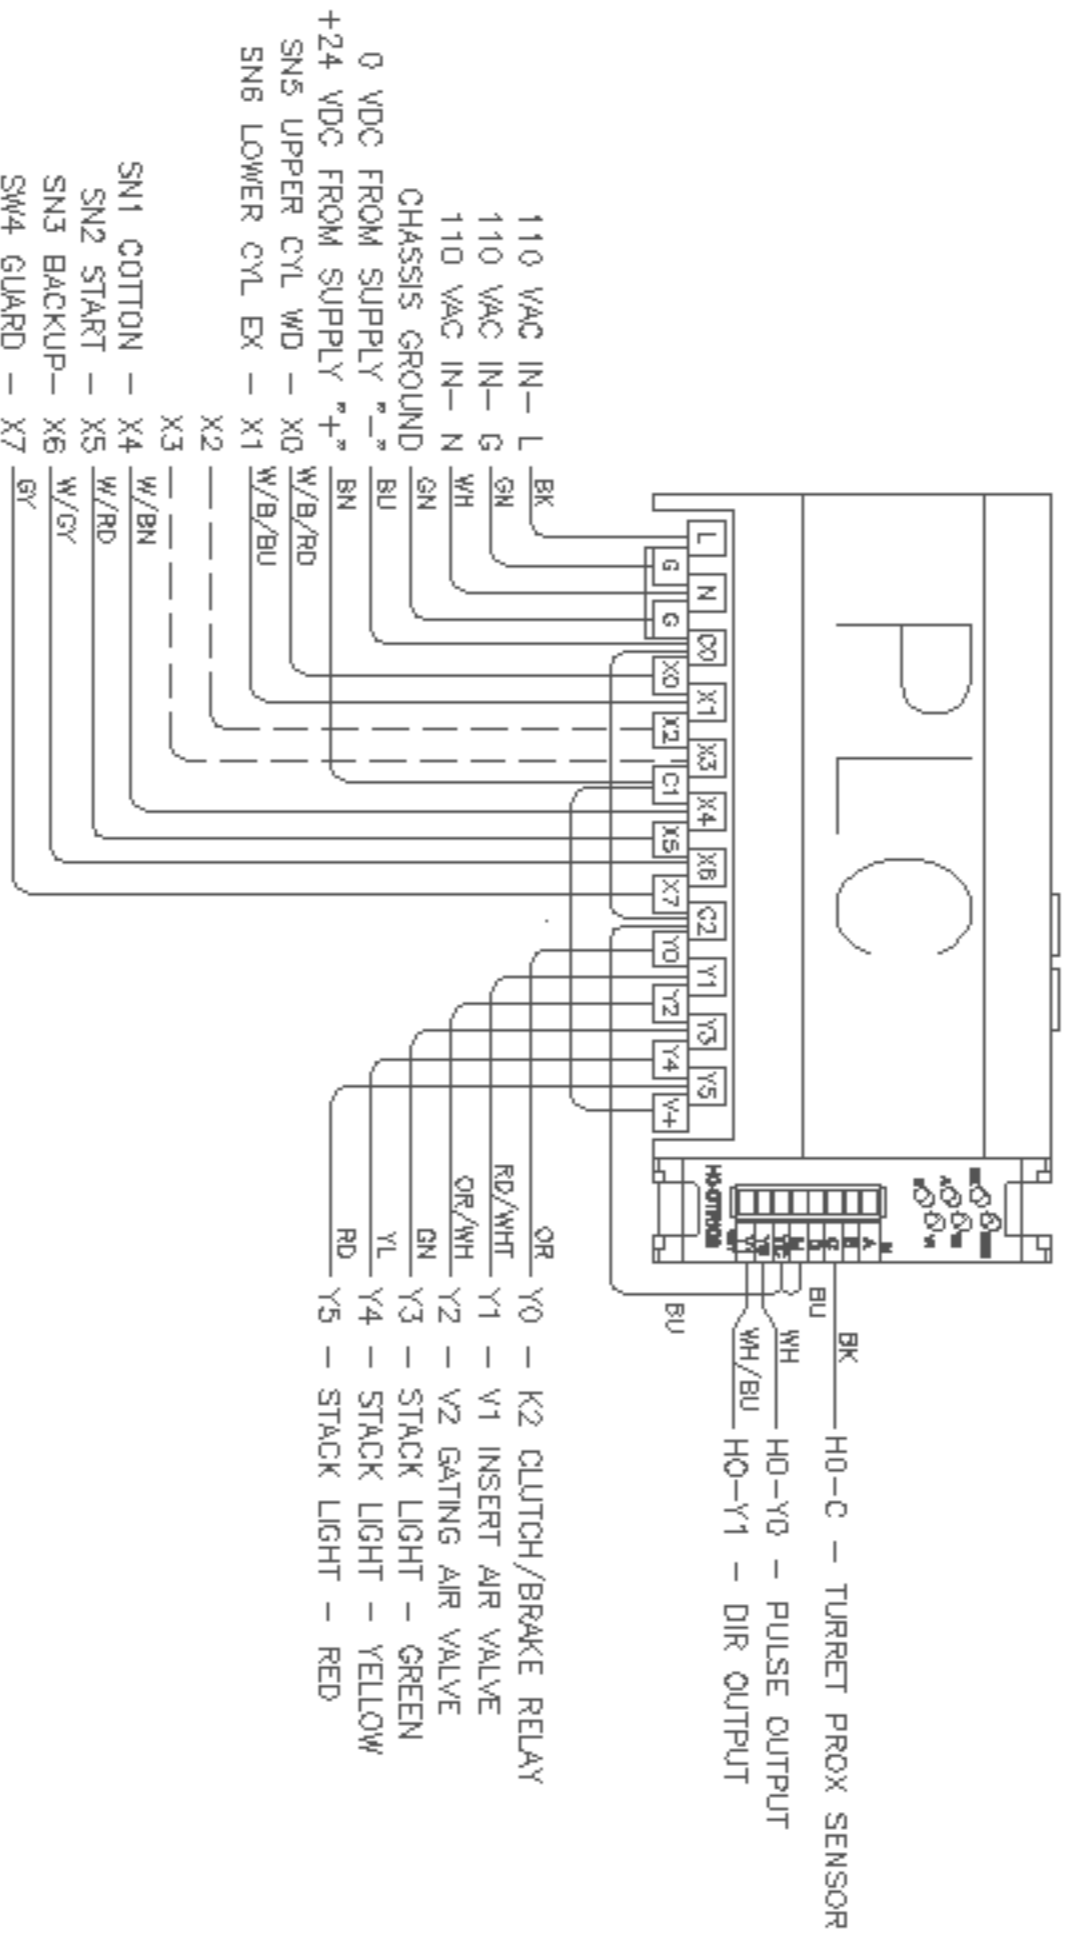 PLC
110 VAC IN- L BK
110 VAC IN- G GN
110 VAC IN- N WH
CHASSIS GROUND GN
0 VDC FROM SUPPLY "-" BU
+24 VDC FROM SUPPLY "+" BN
SN5 UPPER CYL WD - X0 W/B/RD
SN6 LOWER CYL EX - X1 W/B/BU
X2
X3
SN1 COTTON - X4 W/BN
SN2 START - X5 W/RD
SN3 BACKUP- X6 W/GY
SW4 GUARD - X7 GY
L N C0 X1 X3 X4 X6 C2 Y1 Y3 Y5
G G X0 X2 C1 X5 X7 Y0 Y2 Y4 V+
BK H0-C - TURRET PROX SENSOR
BU
WH H0-Y0 - PULSE OUTPUT
WH/BU H0-Y1 - DIR OUTPUT
BU
OR Y0 - K2 CLUTCH/BRAKE RELAY
RD/WHT Y1 - V1 INSERT AIR VALVE
OR/WH Y2 - V2 GATING AIR VALVE
GN Y3 - STACK LIGHT - GREEN
YL Y4 - STACK LIGHT - YELLOW
RD Y5 - STACK LIGHT - RED